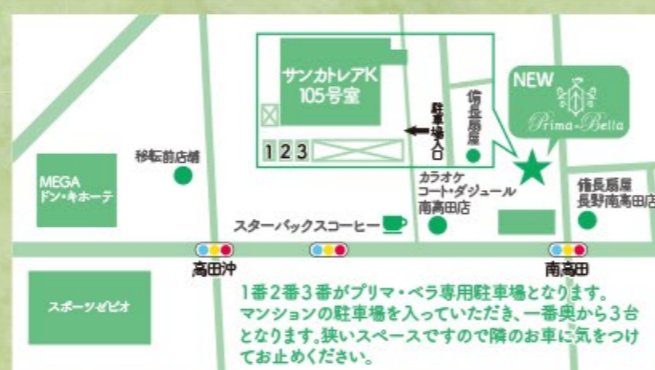 サンカトレアK
105号室
1 2 3
駐車場入口
備長扇屋
NEW
Prima・Bella
移転前店舗
MEGA
ドン・キホーテ
カラオケ
コート・ダジュール
南高田店
備長扇屋
長野南高田店
スターバックスコーヒー
高田沖
南高田
スポーツゼビオ
1番2番3番がプリマ・ベラ専用駐車場となります。
マンションの駐車場を入っていただき、一番奥から3台
となります。狭いスペースですので隣のお車に気をつけ
てお止めください。